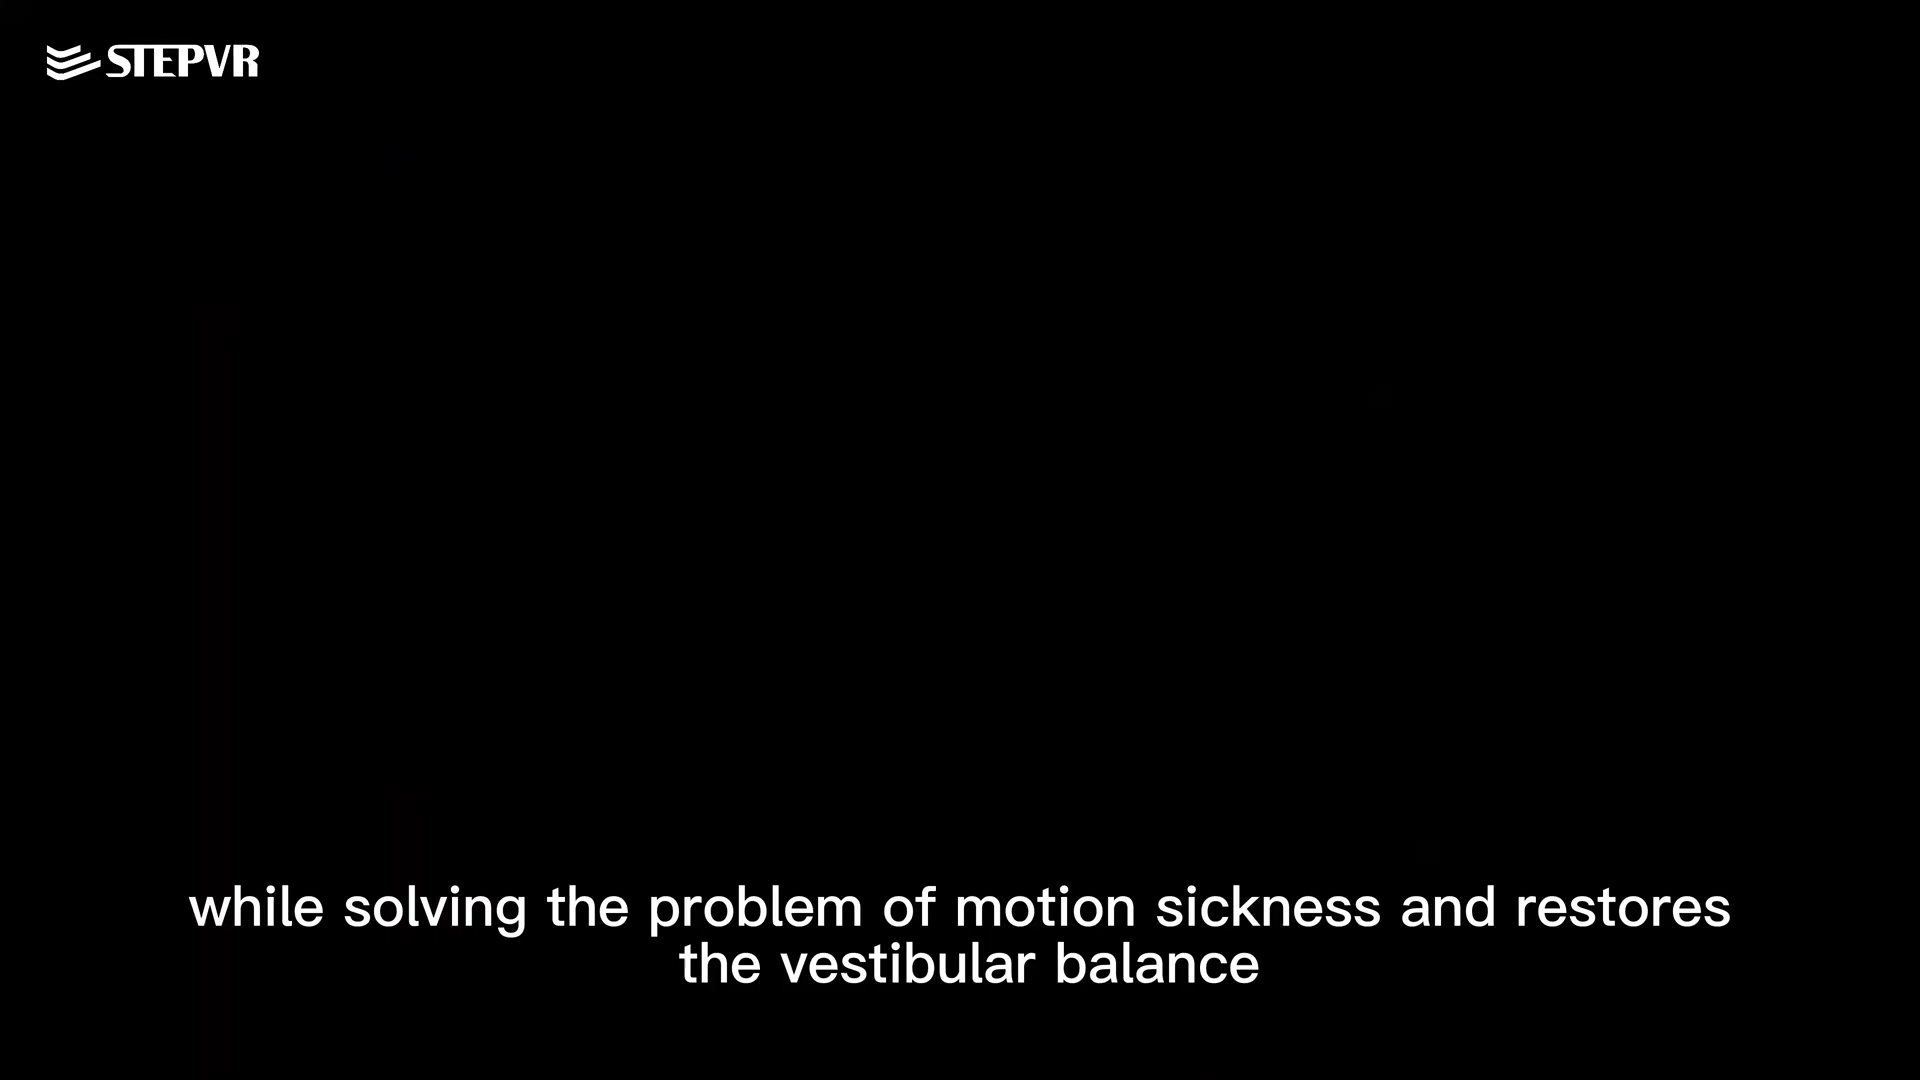 STEPVR
while solving the problem of motion sickness and restores
the vestibular balance